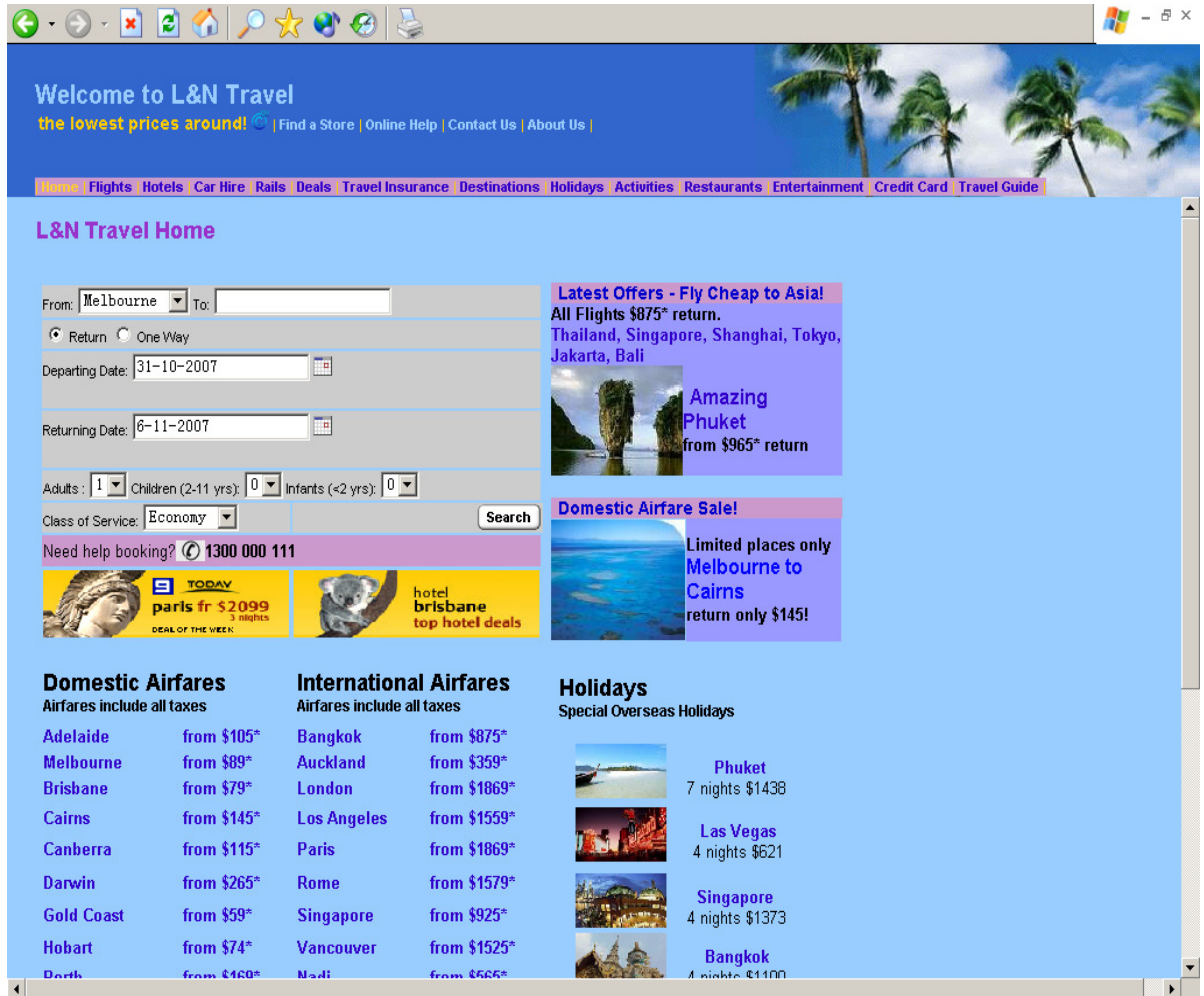 Welcome to L&N Travel
the lowest prices around! | Find a Store | Online Help | Contact Us | About Us |
| Home | Flights | Hotels | Car Hire | Rails | Deals | Travel Insurance | Destinations | Holidays | Activities | Restaurants | Entertainment | Credit Card | Travel Guide |
L&N Travel Home
From: Melbourne To:
Return One Way
Departing Date: 31-10-2007
Returning Date: 6-11-2007
Adults : 1 Children (2-11 yrs): 0 Infants (<2 yrs): 0
Class of Service: Economy Search
Need help booking? 1300 000 111
9 TODAY
paris fr $2099
3 nights
DEAL OF THE WEEK
hotel
brisbane
top hotel deals
Latest Offers - Fly Cheap to Asia!
All Flights $875* return.
Thailand, Singapore, Shanghai, Tokyo,
Jakarta, Bali
Amazing
Phuket
from $965* return
Domestic Airfare Sale!
Limited places only
Melbourne to
Cairns
return only $145!
Domestic Airfares
Airfares include all taxes
Adelaide from $105*
Melbourne from $89*
Brisbane from $79*
Cairns from $145*
Canberra from $115*
Darwin from $265*
Gold Coast from $59*
Hobart from $74*
Perth from $169*
International Airfares
Airfares include all taxes
Bangkok from $875*
Auckland from $359*
London from $1869*
Los Angeles from $1559*
Paris from $1869*
Rome from $1579*
Singapore from $925*
Vancouver from $1525*
Nadi from $565*
Holidays
Special Overseas Holidays
Phuket
7 nights $1438
Las Vegas
4 nights $621
Singapore
4 nights $1373
Bangkok
4 nights $1100